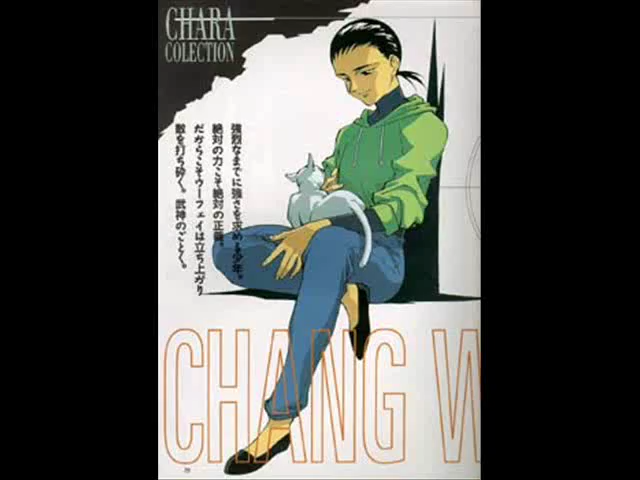 CHARA
COLECTION
強烈なまでに強さを求める少年。
絶対の力こそ絶対の正義。
だからこそウーフェイは立ち上がり
敵を打ち砕く。武神のごとく。
CHANG W